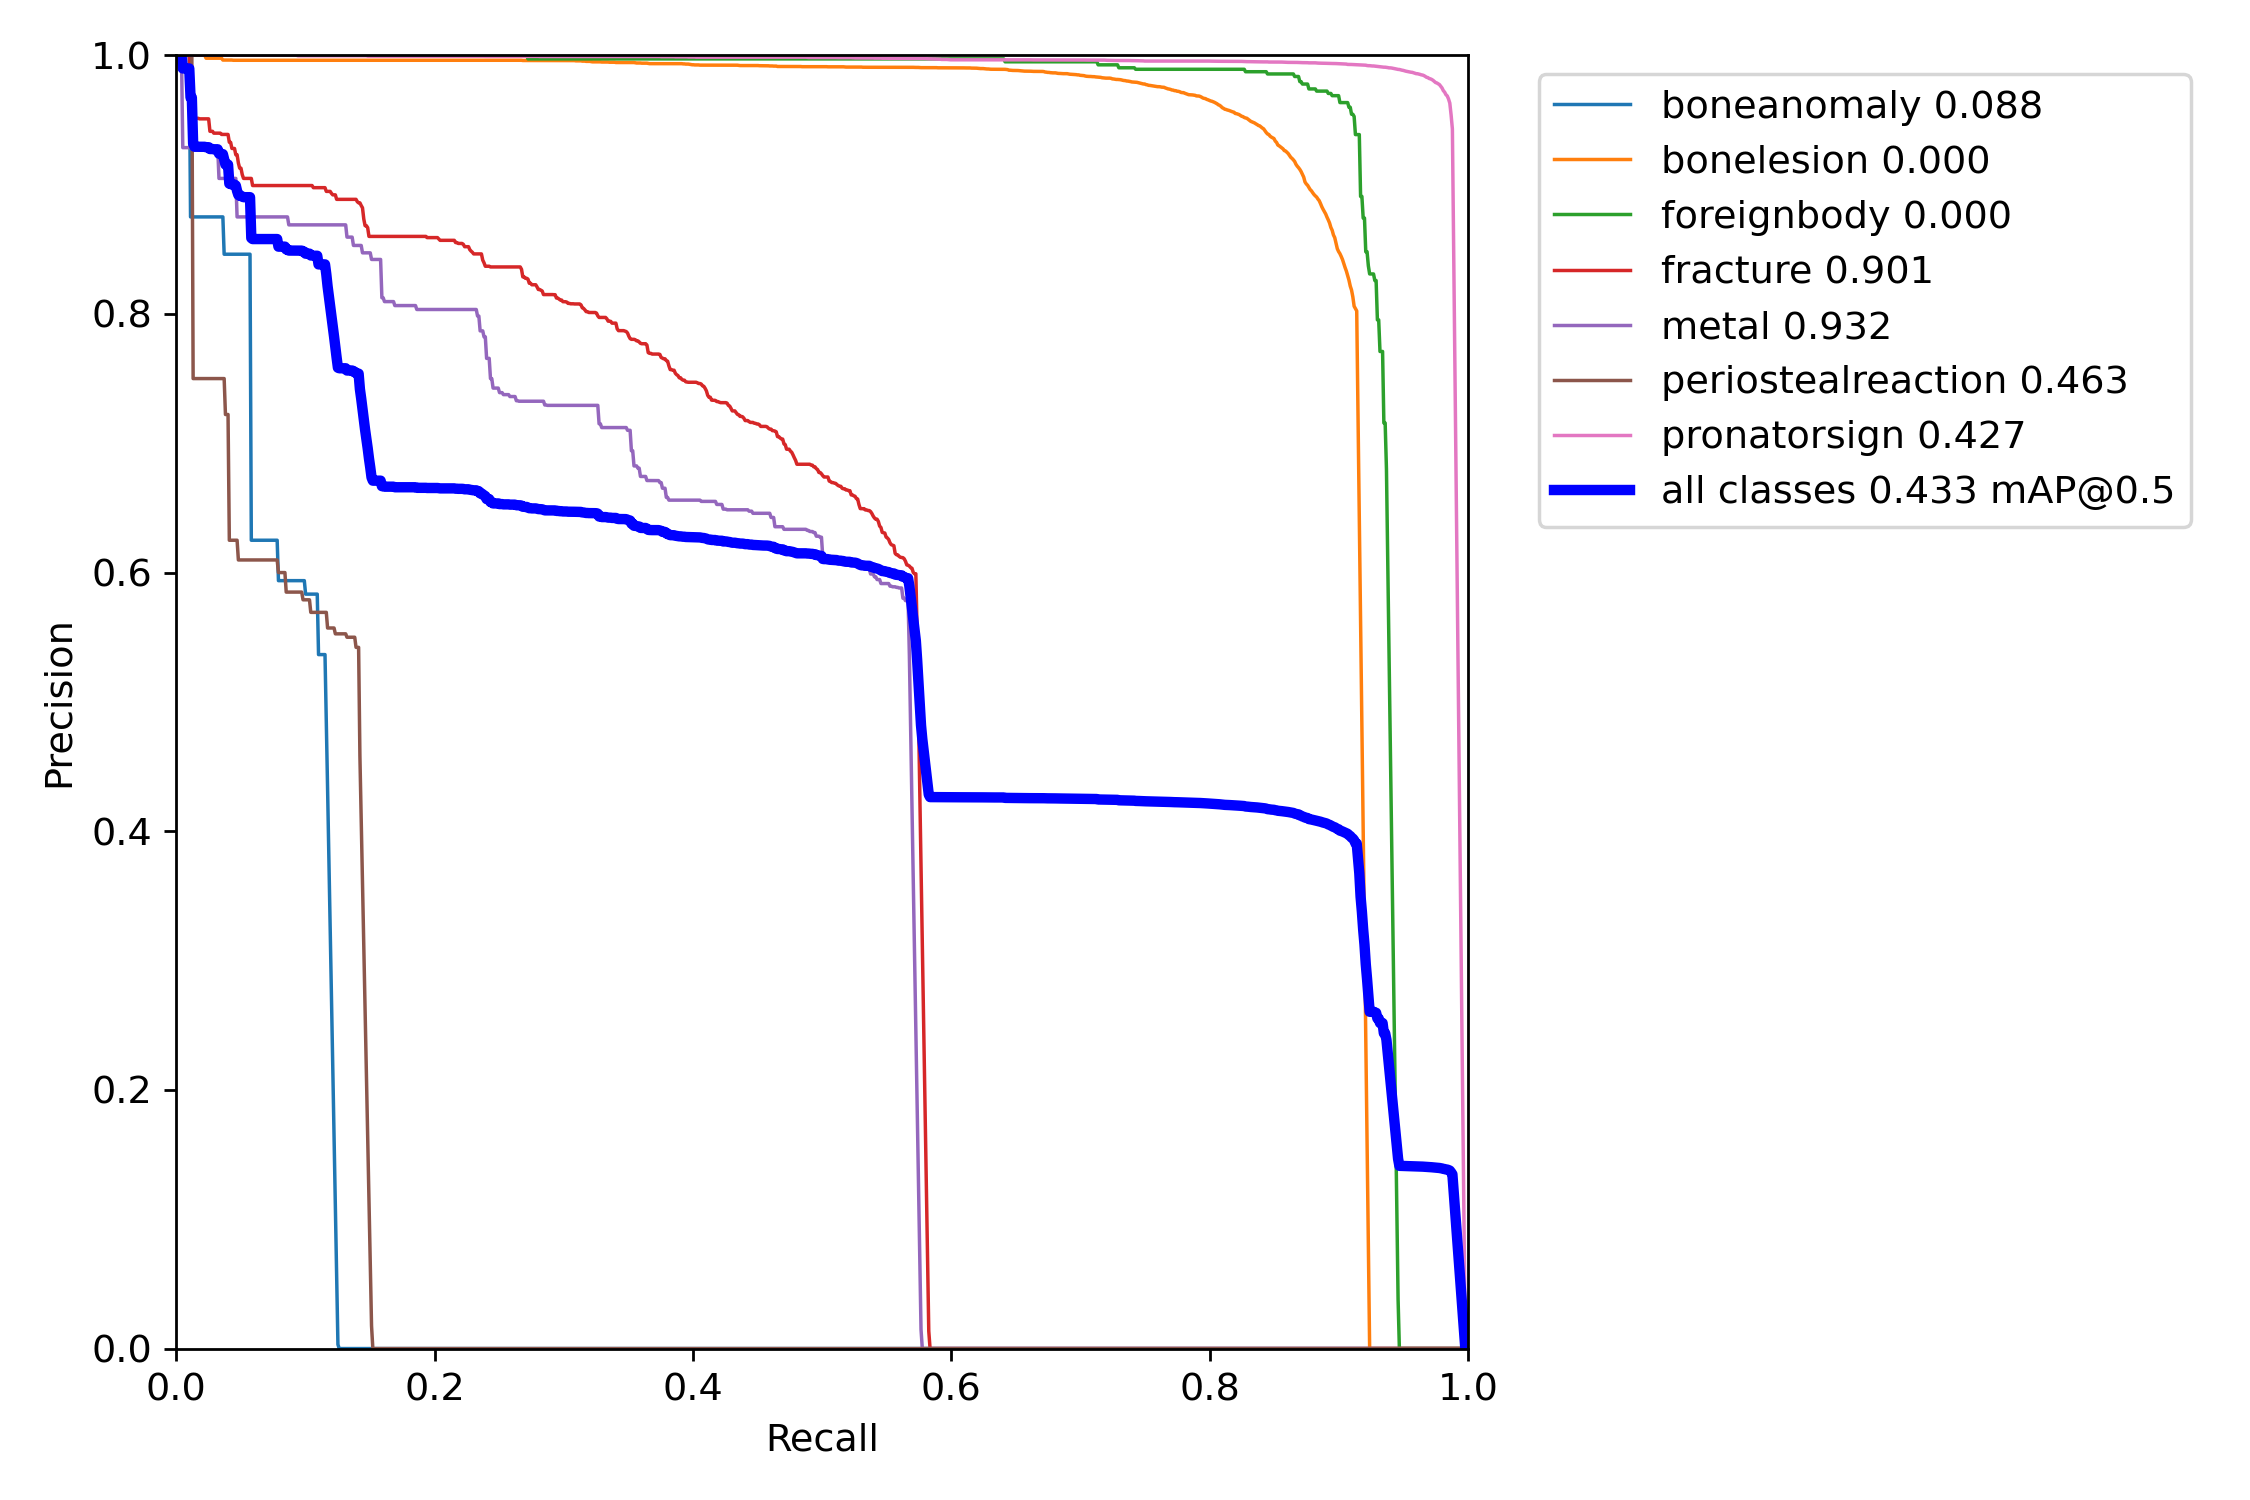 1.0
0.8
0.6
0.4
0.2
0.0
Precision
0.0 0.2 0.4 0.6 0.8 1.0
Recall
boneanomaly 0.088
bonelesion 0.000
foreignbody 0.000
fracture 0.901
metal 0.932
periostealreaction 0.463
pronatorsign 0.427
all classes 0.433 mAP@0.5